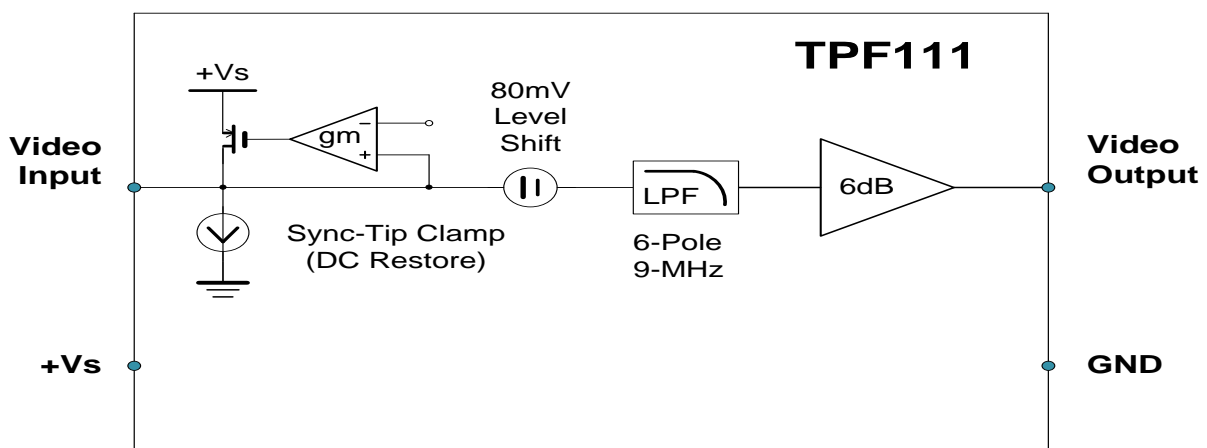 TPF111
+Vs
80mV
Level
Shift
gm
−
+
Video
Input
Video
Output
LPF
6dB
Sync-Tip Clamp
(DC Restore)
6-Pole
9-MHz
+Vs
GND